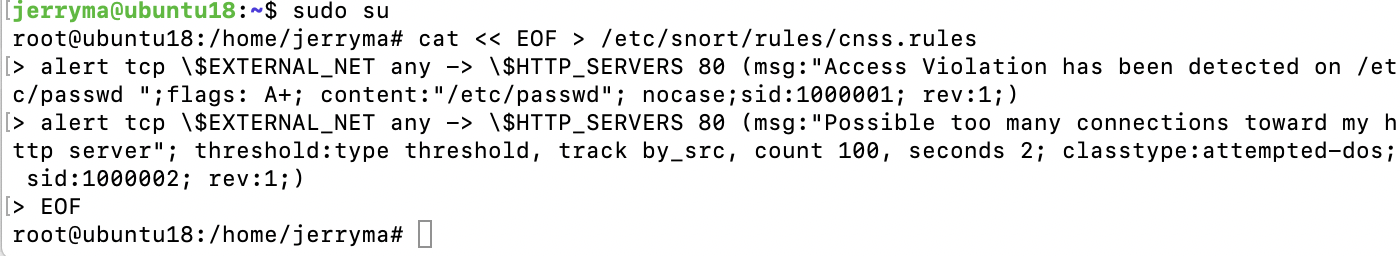 [jerryma@ubuntu18:~$ sudo su
root@ubuntu18:/home/jerryma# cat << EOF > /etc/snort/rules/cnss.rules
[> alert tcp \$EXTERNAL_NET any -> \$HTTP_SERVERS 80 (msg:"Access Violation has been detected on /et
c/passwd ";flags: A+; content:"/etc/passwd"; nocase;sid:1000001; rev:1;)
[> alert tcp \$EXTERNAL_NET any -> \$HTTP_SERVERS 80 (msg:"Possible too many connections toward my h
ttp server"; threshold:type threshold, track by_src, count 100, seconds 2; classtype:attempted-dos;
 sid:1000002; rev:1;)
[> EOF
root@ubuntu18:/home/jerryma#